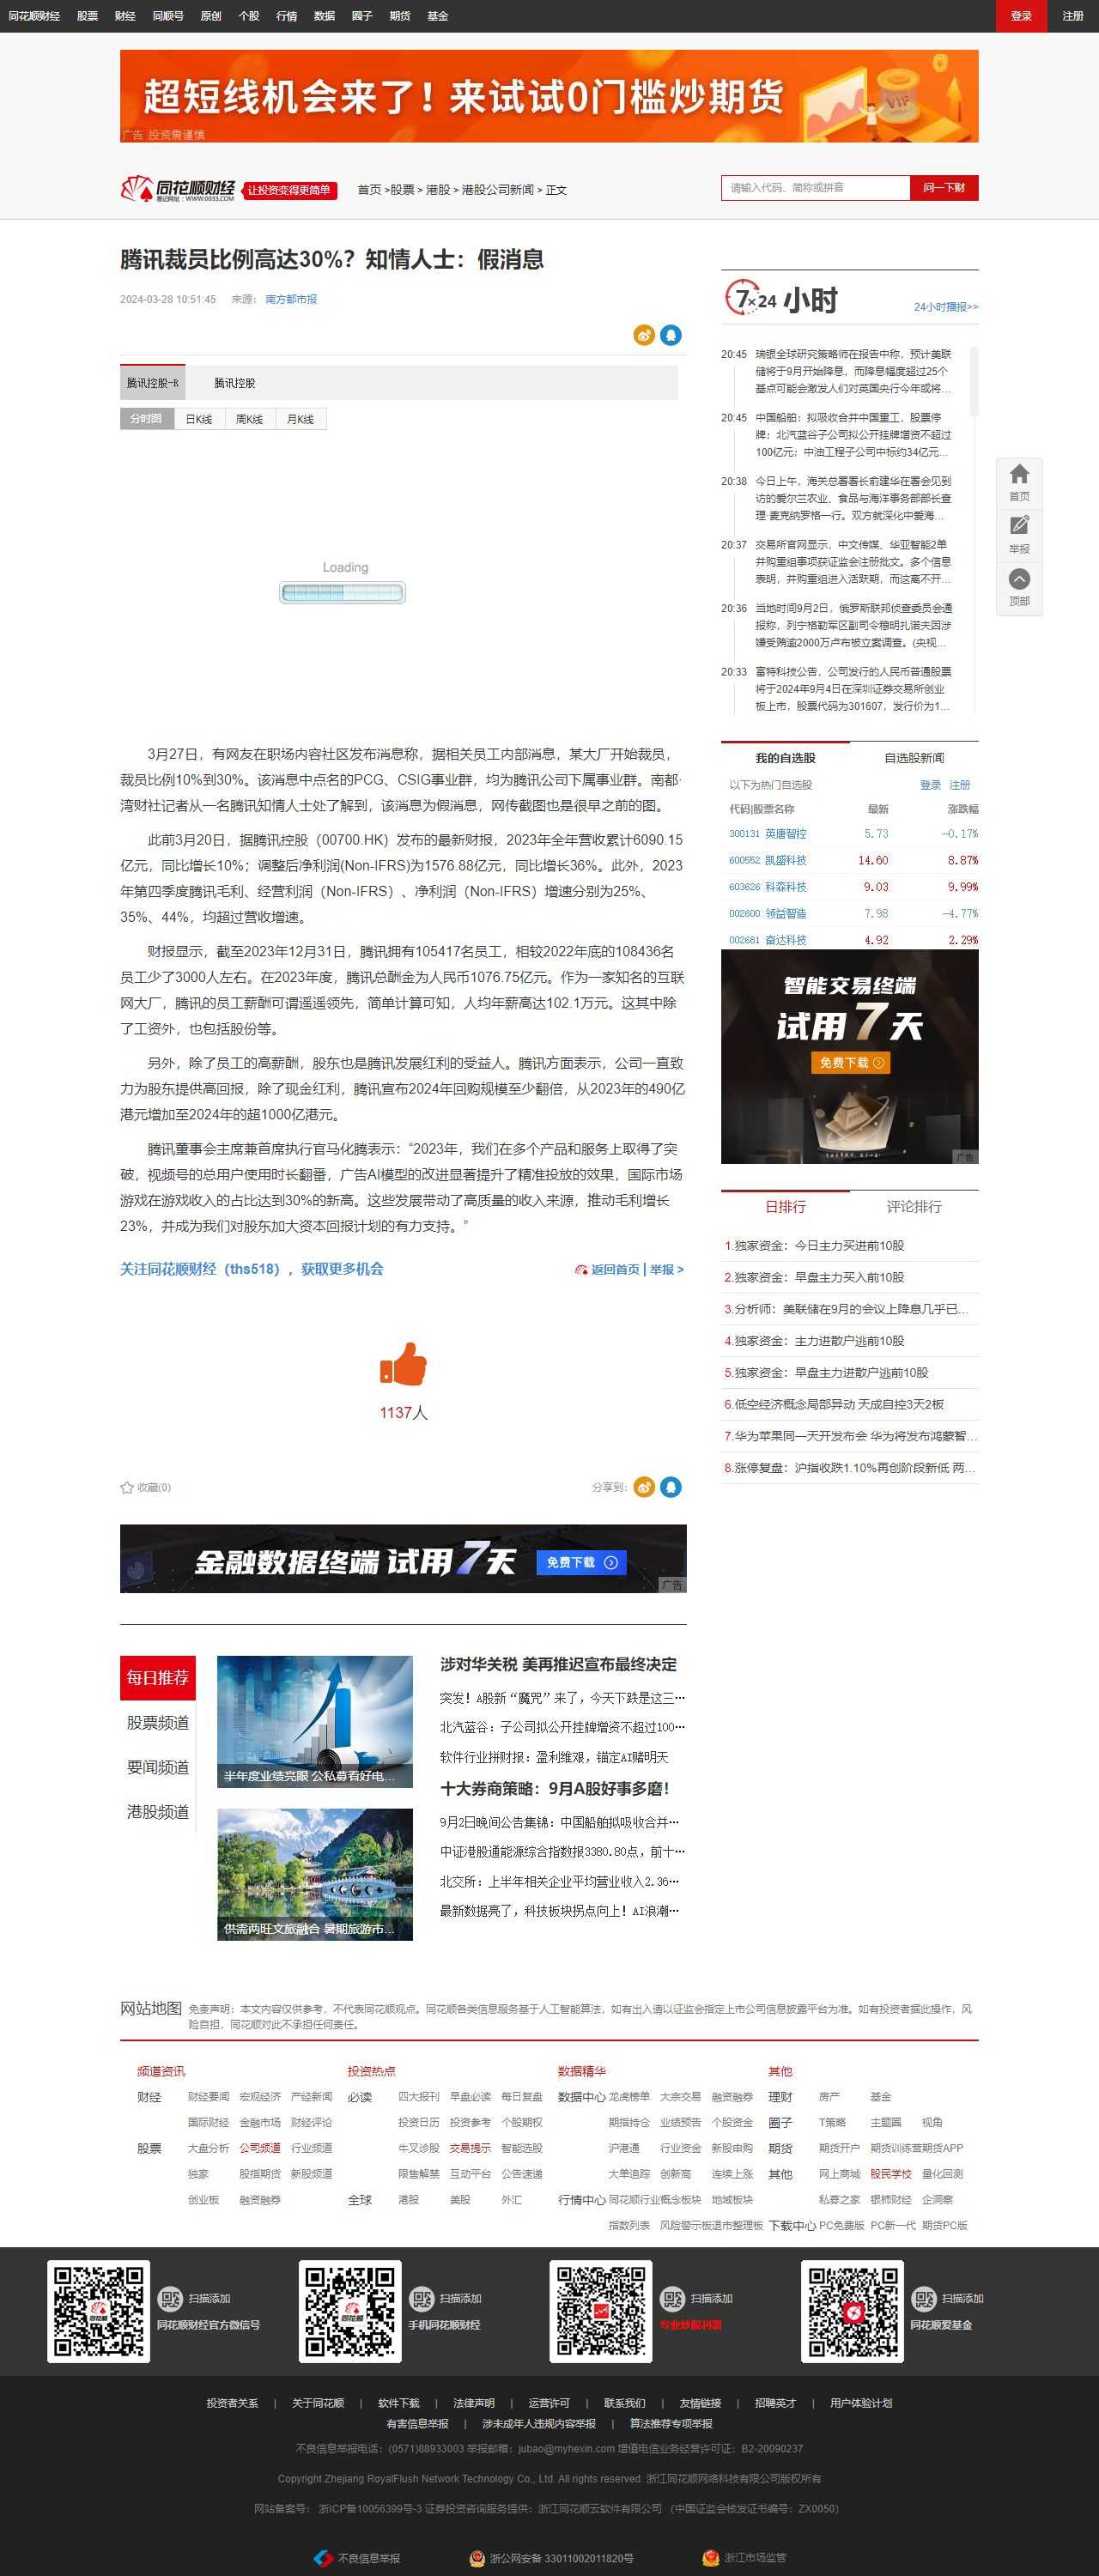 同花顺财经 股票 财经 同顺号 原创 个股 行情 数据 圈子 期货 基金 登录 注册
超短线机会来了！来试试0门槛炒期货
广告 投资需谨慎
同花顺财经 让投资变得更简单 首页 >股票 > 港股 > 港股公司新闻 > 正文
请输入代码、简称或拼音 问一下财
腾讯裁员比例高达30%？知情人士：假消息
2024-03-28 10:51:45 来源： 南方都市报
腾讯控股-R 腾讯控股
分时图 日K线 周K线 月K线
Loading
3月27日，有网友在职场内容社区发布消息称，据相关员工内部消息，某大厂开始裁员，
裁员比例10%到30%。该消息中点名的PCG、CSIG事业群，均为腾讯公司下属事业群。南都·
湾财社记者从一名腾讯知情人士处了解到，该消息为假消息，网传截图也是很早之前的图。
此前3月20日，据腾讯控股（00700.HK）发布的最新财报，2023年全年营收累计6090.15
亿元，同比增长10%；调整后净利润(Non-IFRS)为1576.88亿元，同比增长36%。此外，2023
年第四季度腾讯毛利、经营利润（Non-IFRS）、净利润（Non-IFRS）增速分别为25%、
35%、44%，均超过营收增速。
财报显示，截至2023年12月31日，腾讯拥有105417名员工，相较2022年底的108436名
员工少了3000人左右。在2023年度，腾讯总酬金为人民币1076.75亿元。作为一家知名的互联
网大厂，腾讯的员工薪酬可谓遥遥领先，简单计算可知，人均年薪高达102.1万元。这其中除
了工资外，也包括股份等。
另外，除了员工的高薪酬，股东也是腾讯发展红利的受益人。腾讯方面表示，公司一直致
力为股东提供高回报，除了现金红利，腾讯宣布2024年回购规模至少翻倍，从2023年的490亿
港元增加至2024年的超1000亿港元。
腾讯董事会主席兼首席执行官马化腾表示：“2023年，我们在多个产品和服务上取得了突
破，视频号的总用户使用时长翻番，广告AI模型的改进显著提升了精准投放的效果，国际市场
游戏在游戏收入的占比达到30%的新高。这些发展带动了高质量的收入来源，推动毛利增长
23%，并成为我们对股东加大资本回报计划的有力支持。”
关注同花顺财经（ths518），获取更多机会 返回首页 | 举报 >
1137人
收藏(0) 分享到：
金融数据终端 试用7天 免费下载
广告
7×24 小时 24小时播报>>
20:45 瑞银全球研究策略师在报告中称，预计美联
储将于9月开始降息，而降息幅度超过25个
基点可能会激发人们对英国央行今年或将...
20:45 中国船舶：拟吸收合并中国重工，股票停
牌；北汽蓝谷子公司拟公开挂牌增资不超过
100亿元；中油工程子公司中标约34亿元...
20:38 今日上午，海关总署署长俞建华在署会见到
访的爱尔兰农业、食品与海洋事务部部长查
理·麦克纳罗格一行。双方就深化中爱海...
20:37 交易所官网显示，中文传媒、华亚智能2单
并购重组事项获证监会注册批文。多个信息
表明，并购重组进入活跃期，而这离不开...
20:36 当地时间9月2日，俄罗斯联邦侦查委员会通
报称，列宁格勒军区副司令穆明扎诺夫因涉
嫌受贿逾2000万卢布被立案调查。(央视...
20:33 富特科技公告，公司发行的人民币普通股票
将于2024年9月4日在深圳证券交易所创业
板上市，股票代码为301607，发行价为1...
首页
举报
顶部
我的自选股 自选股新闻
以下为热门自选股 登录 注册
代码|股票名称 最新 涨跌幅
300131 英唐智控 5.73 -0.17%
600552 凯盛科技 14.60 8.87%
603626 科森科技 9.03 9.99%
002600 领益智造 7.98 -4.77%
002681 奋达科技 4.92 2.29%
智能交易终端
试用7天
免费下载
广告
日排行 评论排行
1.独家资金：今日主力买进前10股
2.独家资金：早盘主力买入前10股
3.分析师：美联储在9月的会议上降息几乎已...
4.独家资金：主力进散户逃前10股
5.独家资金：早盘主力进散户逃前10股
6.低空经济概念局部异动 天成自控3天2板
7.华为苹果同一天开发布会 华为将发布鸿蒙智...
8.涨停复盘：沪指收跌1.10%再创阶段新低 两...
每日推荐
股票频道
要闻频道
港股频道
半年度业绩亮眼 公私募看好电...
供需两旺文旅融合 暑期旅游市...
涉对华关税 美再推迟宣布最终决定
突发！A股新“魔咒”来了，今天下跌是这三···
北汽蓝谷：子公司拟公开挂牌增资不超过100···
软件行业拼财报：盈利维艰，锚定AI赌明天
十大券商策略：9月A股好事多磨！
9月2日晚间公告集锦：中国船舶拟吸收合并···
中证港股通能源综合指数报3380.80点，前十···
北交所：上半年相关企业平均营业收入2.36···
最新数据亮了，科技板块拐点向上！AI浪潮···
网站地图 免责声明：本文内容仅供参考，不代表同花顺观点。同花顺各类信息服务基于人工智能算法，如有出入请以证监会指定上市公司信息披露平台为准。如有投资者据此操作，风
险自担，同花顺对此不承担任何责任。
频道资讯 投资热点 数据精华 其他
财经 财经要闻 宏观经济 产经新闻 必读 四大报刊 早盘必读 每日复盘 数据中心 龙虎榜单 大宗交易 融资融券 理财 房产 基金
国际财经 金融市场 财经评论 投资日历 投资参考 个股期权 期指持仓 业绩预告 个股资金 圈子 T策略 主题圈 视角
股票 大盘分析 公司频道 行业频道 牛叉诊股 交易提示 智能选股 沪港通 行业资金 新股申购 期货 期货开户 期货训练营 期货APP
独家 股指期货 新股频道 限售解禁 互动平台 公告速递 大单追踪 创新高 连续上涨 其他 网上商城 股民学校 量化回测
创业板 融资融券 全球 港股 美股 外汇 行情中心 同花顺行业 概念板块 地域板块 私募之家 银柿财经 企洞察
指数列表 风险警示板 退市整理板 下载中心 PC免费版 PC新一代 期货PC版
扫描添加 扫描添加 扫描添加 扫描添加
同花顺财经官方微信号 手机同花顺财经 专业炒股利器 同花顺爱基金
投资者关系 | 关于同花顺 | 软件下载 | 法律声明 | 运营许可 | 联系我们 | 友情链接 | 招聘英才 | 用户体验计划
有害信息举报 | 涉未成年人违规内容举报 | 算法推荐专项举报
不良信息举报电话：(0571)88933003 举报邮箱：jubao@myhexin.com 增值电信业务经营许可证：B2-20090237
Copyright Zhejiang RoyalFlush Network Technology Co., Ltd. All rights reserved. 浙江同花顺网络科技有限公司版权所有
网站备案号： 浙ICP备10056399号-3 证券投资咨询服务提供：浙江同花顺云软件有限公司 （中国证监会核发证书编号：ZX0050）
不良信息举报 浙公网安备 33011002011820号 浙江市场监管